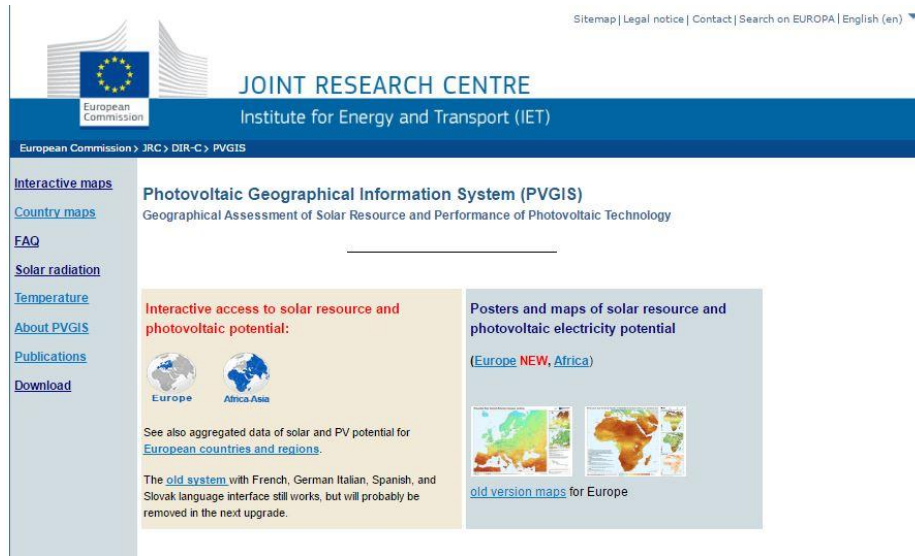 Sitemap | Legal notice | Contact | Search on EUROPA | English (en)
European
Commission
JOINT RESEARCH CENTRE
Institute for Energy and Transport (IET)
European Commission > JRC > DIR-C > PVGIS
Interactive maps
Country maps
FAQ
Solar radiation
Temperature
About PVGIS
Publications
Download
Photovoltaic Geographical Information System (PVGIS)
Geographical Assessment of Solar Resource and Performance of Photovoltaic Technology
Interactive access to solar resource and
photovoltaic potential:
Europe
Africa-Asia
See also aggregated data of solar and PV potential for
European countries and regions.
The old system with French, German Italian, Spanish, and
Slovak language interface still works, but will probably be
removed in the next upgrade.
Posters and maps of solar resource and
photovoltaic electricity potential
(Europe NEW, Africa)
old version maps for Europe